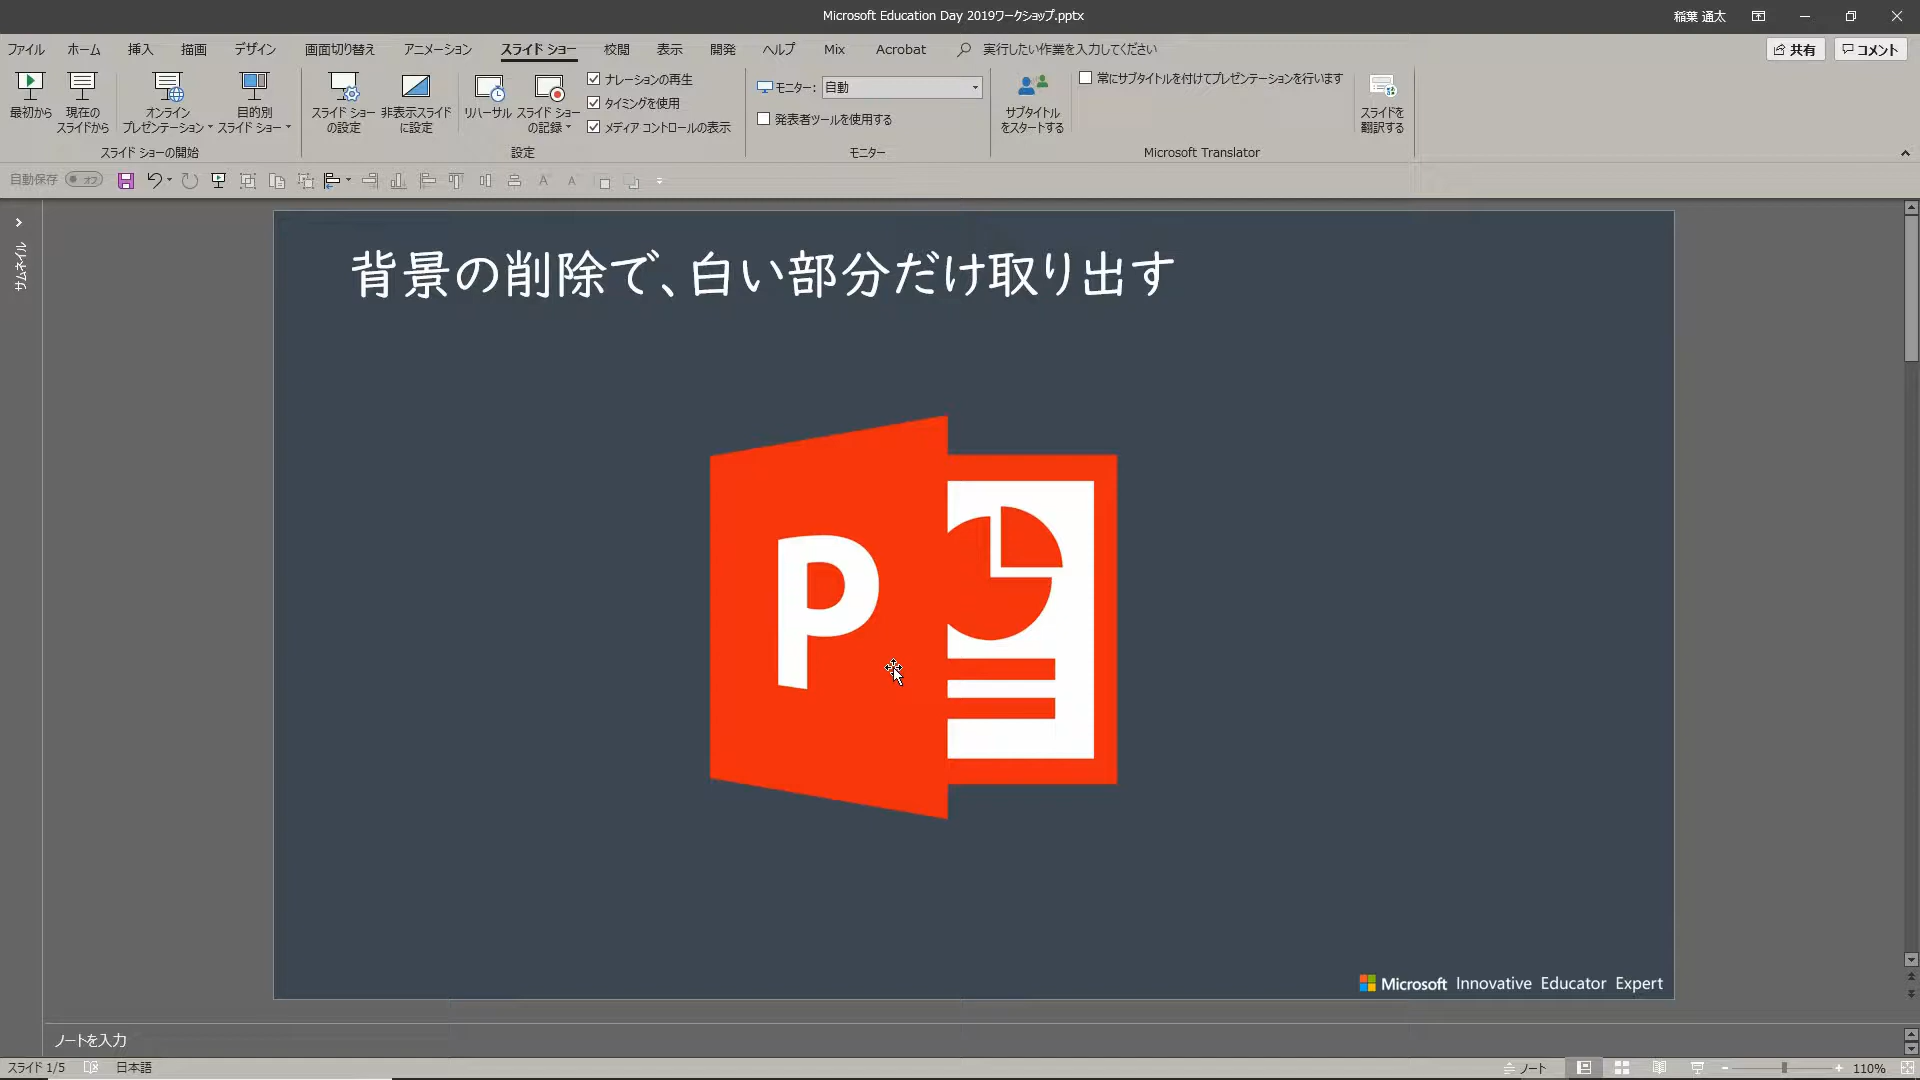 Microsoft Education Day 2019ワークショップ.pptx
稲葉 通太
ファイル ホーム 挿入 描画 デザイン 画面切り替え アニメーション スライド ショー 校閲 表示 開発 ヘルプ Mix Acrobat 実行したい作業を入力してください 共有 コメント
最初から
現在の
スライドから
オンライン
プレゼンテーション
目的別
スライド ショー
スライド ショーの開始
スライド ショー
の設定
非表示スライド
に設定
リハーサル
スライド ショー
の記録
ナレーションの再生
タイミングを使用
メディア コントロールの表示
設定
モニター: 自動
発表者ツールを使用する
モニター
サブタイトル
をスタートする
常にサブタイトルを付けてプレゼンテーションを行います
スライドを
翻訳する
Microsoft Translator
自動保存 オフ
サムネイル
背景の削除で、白い部分だけ取り出す
P
Microsoft Innovative Educator Expert
ノートを入力
スライド 1/5 日本語 ノート 110%